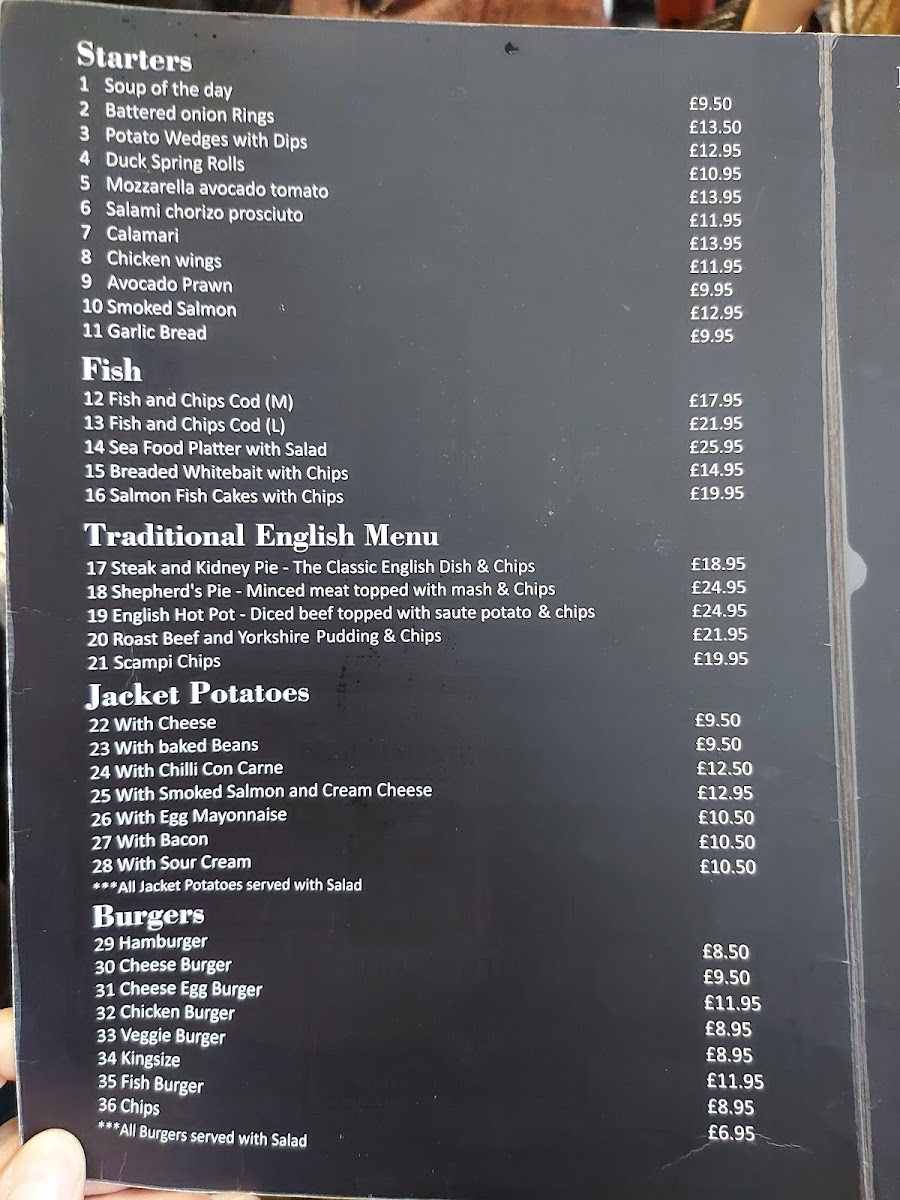 Starters
1 Soup of the day £9.50
2 Battered onion Rings £13.50
3 Potato Wedges with Dips £12.95
4 Duck Spring Rolls £10.95
5 Mozzarella avocado tomato £13.95
6 Salami chorizo prosciuto £11.95
7 Calamari £13.95
8 Chicken wings £11.95
9 Avocado Prawn £9.95
10 Smoked Salmon £12.95
11 Garlic Bread £9.95
Fish
12 Fish and Chips Cod (M) £17.95
13 Fish and Chips Cod (L) £21.95
14 Sea Food Platter with Salad £25.95
15 Breaded Whitebait with Chips £14.95
16 Salmon Fish Cakes with Chips £19.95
Traditional English Menu
17 Steak and Kidney Pie - The Classic English Dish & Chips £18.95
18 Shepherd's Pie - Minced meat topped with mash & Chips £24.95
19 English Hot Pot - Diced beef topped with saute potato & chips £24.95
20 Roast Beef and Yorkshire Pudding & Chips £21.95
21 Scampi Chips £19.95
Jacket Potatoes
22 With Cheese £9.50
23 With baked Beans £9.50
24 With Chilli Con Carne £12.50
25 With Smoked Salmon and Cream Cheese £12.95
26 With Egg Mayonnaise £10.50
27 With Bacon £10.50
28 With Sour Cream £10.50
***All Jacket Potatoes served with Salad
Burgers
29 Hamburger £8.50
30 Cheese Burger £9.50
31 Cheese Egg Burger £11.95
32 Chicken Burger £8.95
33 Veggie Burger £8.95
34 Kingsize £11.95
35 Fish Burger £8.95
36 Chips £6.95
***All Burgers served with Salad